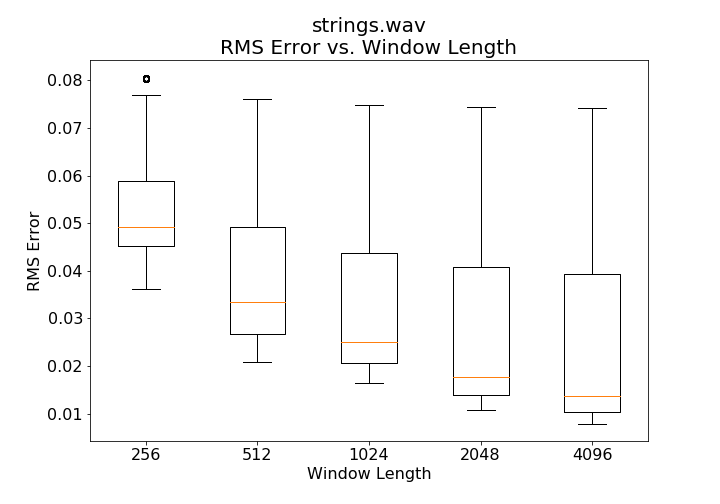 strings.wav
RMS Error vs. Window Length
0.08
0.07
0.06
0.05
0.04
0.03
0.02
0.01
RMS Error
256 512 1024 2048 4096
Window Length